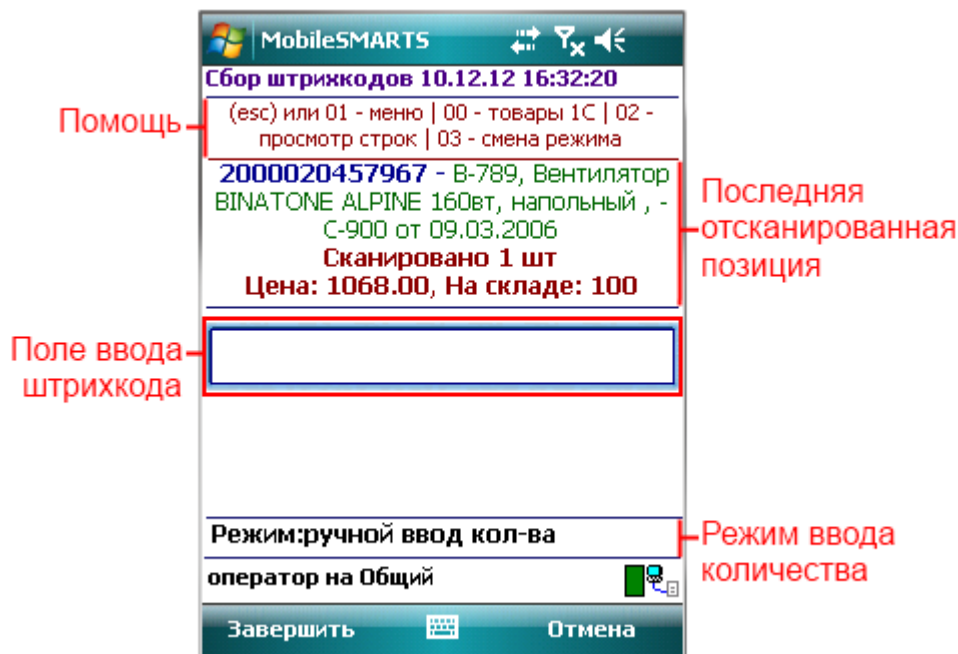 MobileSMARTS
Сбор штрихкодов 10.12.12 16:32:20
Помощь
(esc) или 01 - меню | 00 - товары 1С | 02 -
просмотр строк | 03 - смена режима
2000020457967 - В-789, Вентилятор
BINATONE ALPINE 160вт, напольный , -
С-900 от 09.03.2006
Сканировано 1 шт
Цена: 1068.00, На складе: 100
Последняя
отсканированная
позиция
Поле ввода
штрихкода
Режим:ручной ввод кол-ва
Режим ввода
количества
оператор на Общий
Завершить
Отмена